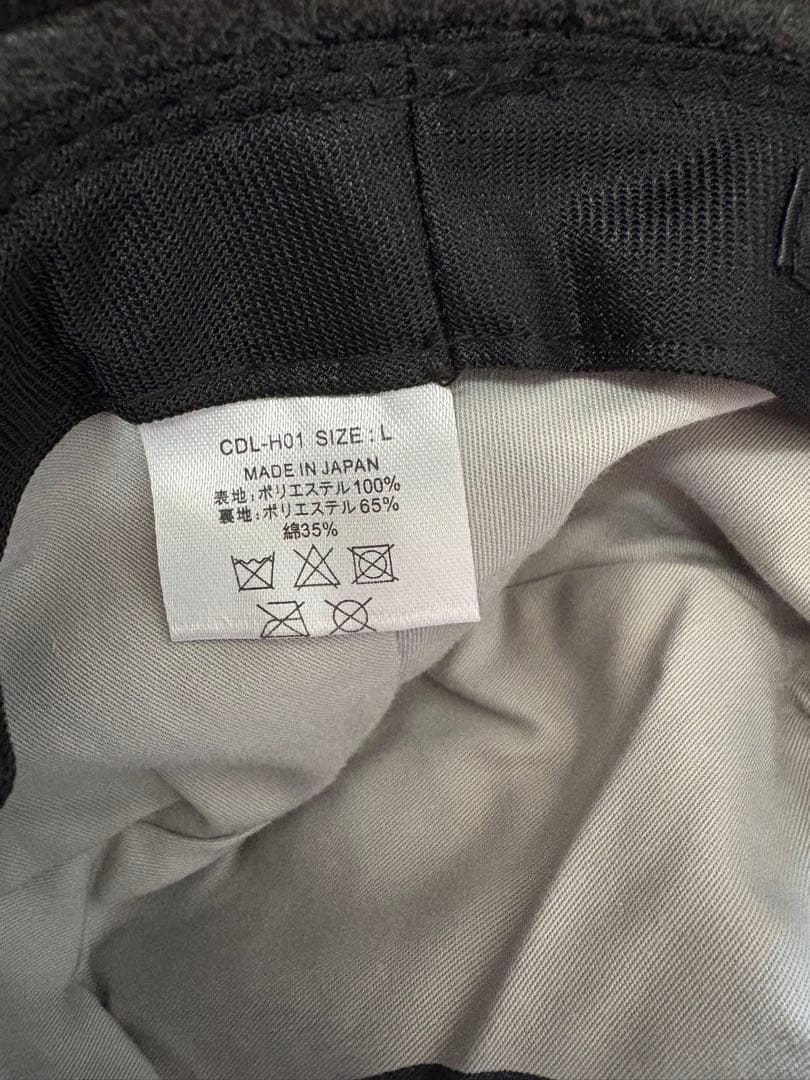 CDL-H01 SIZE : L
MADE IN JAPAN
表地:ポリエステル100%
裏地:ポリエステル65%
綿35%